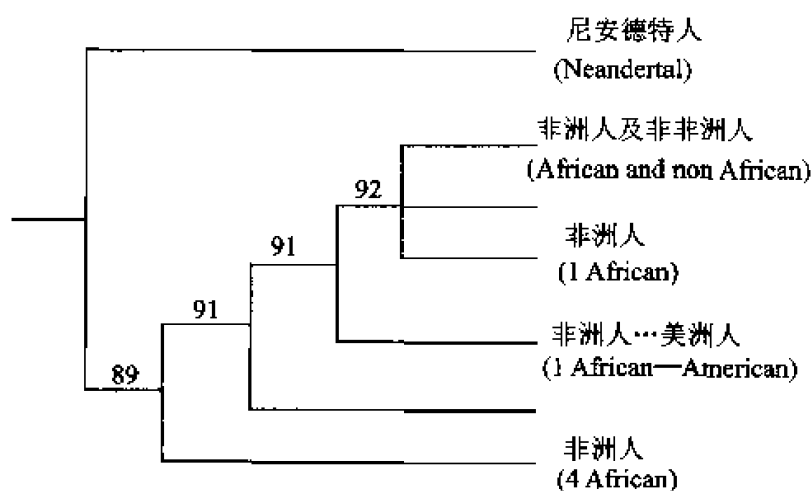 尼安德特人
(Neandertal)
非洲人及非非洲人
(African and non African)
92
非洲人
(1 African)
91
91
非洲人…美洲人
(1 African—American)
89
非洲人
(4 African)